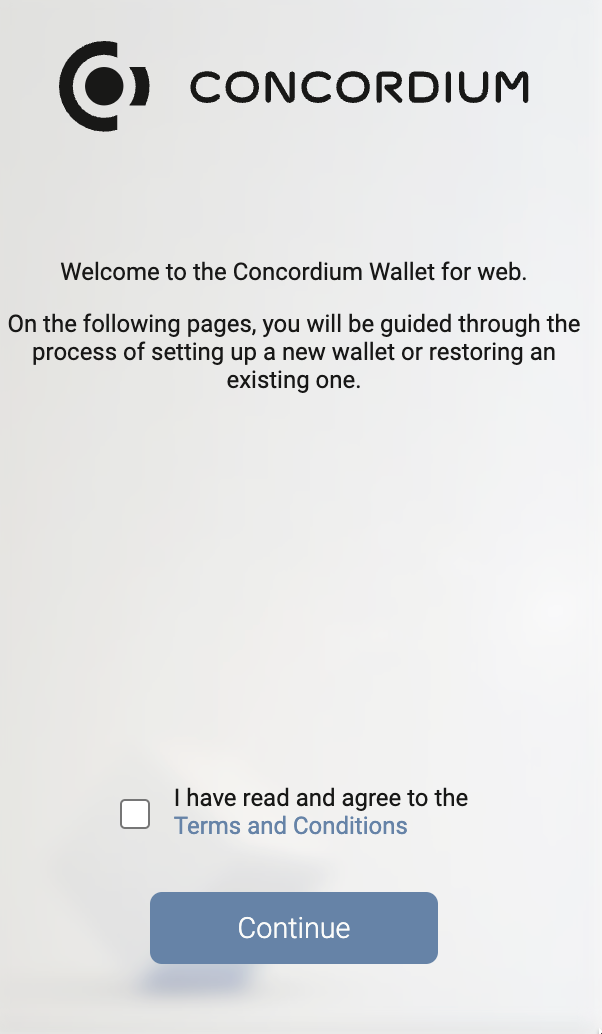 CONCORDIUM
Welcome to the Concordium Wallet for web.
On the following pages, you will be guided through the
process of setting up a new wallet or restoring an
existing one.
I have read and agree to the
Terms and Conditions
Continue